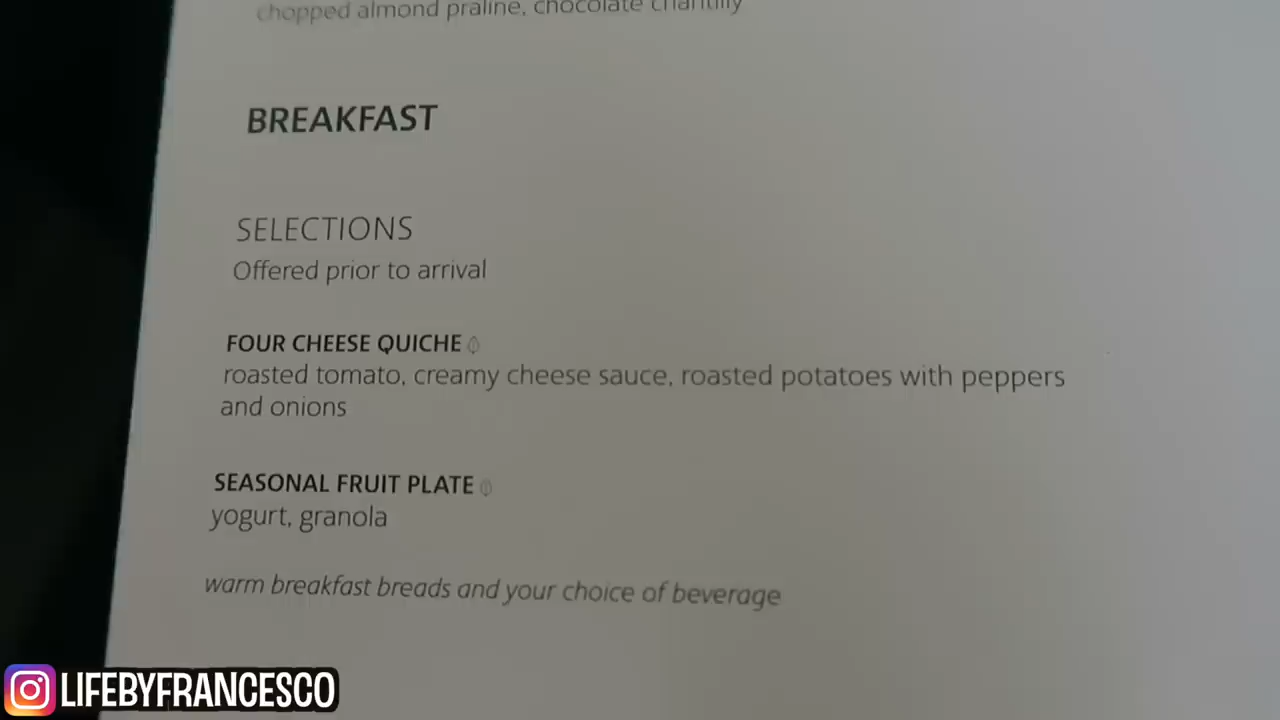 chopped almond praline, chocolate chantilly
BREAKFAST
SELECTIONS
Offered prior to arrival
FOUR CHEESE QUICHE
roasted tomato, creamy cheese sauce, roasted potatoes with peppers
and onions
SEASONAL FRUIT PLATE
yogurt, granola
warm breakfast breads and your choice of beverage
LIFEBYFRANCESCO